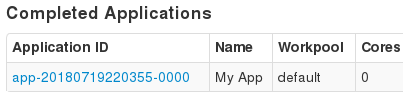 Completed Applications
Application ID Name Workpool Cores
app-20180719220355-0000 My App default 0